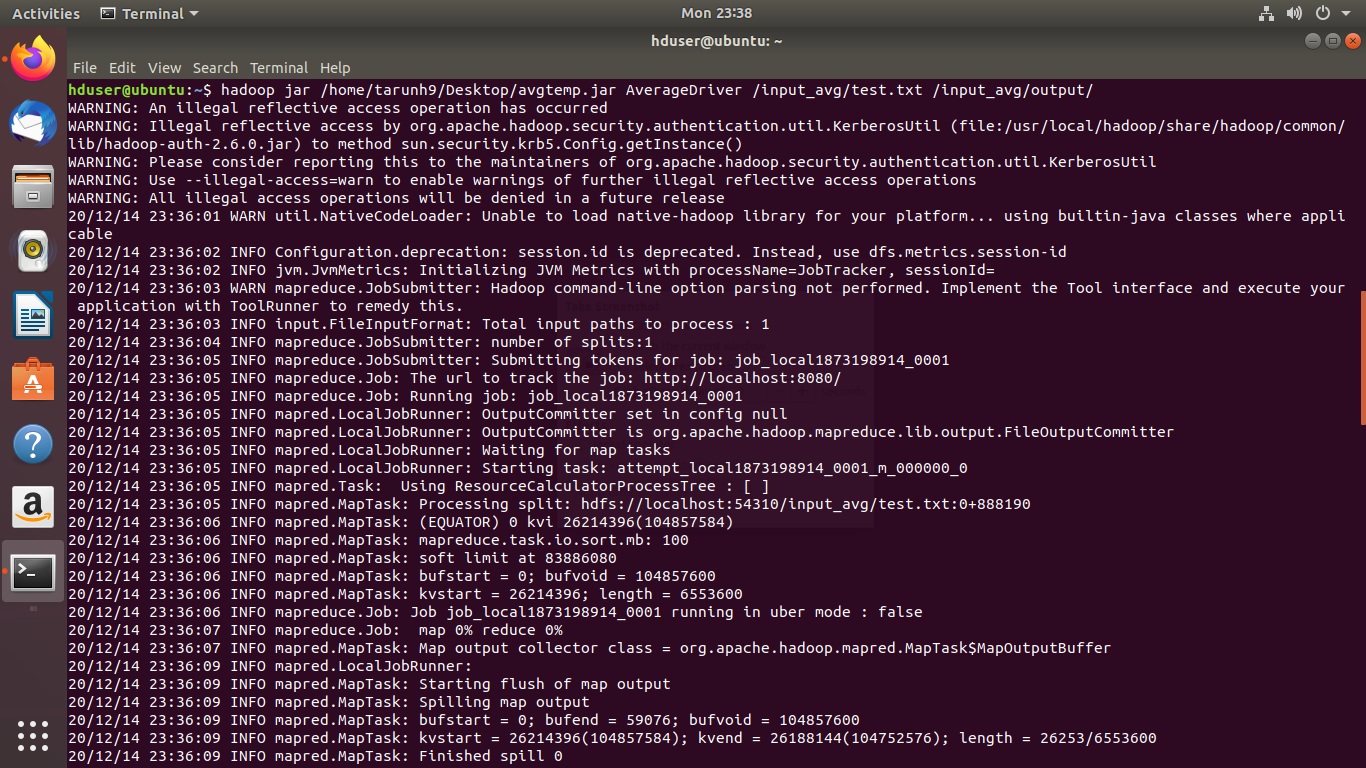 Activities Terminal Mon 23:38
hduser@ubuntu: ~
File Edit View Search Terminal Help
hduser@ubuntu:~$ hadoop jar /home/tarunh9/Desktop/avgtemp.jar AverageDriver /input_avg/test.txt /input_avg/output/
WARNING: An illegal reflective access operation has occurred
WARNING: Illegal reflective access by org.apache.hadoop.security.authentication.util.KerberosUtil (file:/usr/local/hadoop/share/hadoop/common/
lib/hadoop-auth-2.6.0.jar) to method sun.security.krb5.Config.getInstance()
WARNING: Please consider reporting this to the maintainers of org.apache.hadoop.security.authentication.util.KerberosUtil
WARNING: Use --illegal-access=warn to enable warnings of further illegal reflective access operations
WARNING: All illegal access operations will be denied in a future release
20/12/14 23:36:01 WARN util.NativeCodeLoader: Unable to load native-hadoop library for your platform... using builtin-java classes where appli
cable
20/12/14 23:36:02 INFO Configuration.deprecation: session.id is deprecated. Instead, use dfs.metrics.session-id
20/12/14 23:36:02 INFO jvm.JvmMetrics: Initializing JVM Metrics with processName=JobTracker, sessionId=
20/12/14 23:36:03 WARN mapreduce.JobSubmitter: Hadoop command-line option parsing not performed. Implement the Tool interface and execute your
 application with ToolRunner to remedy this.
20/12/14 23:36:03 INFO input.FileInputFormat: Total input paths to process : 1
20/12/14 23:36:04 INFO mapreduce.JobSubmitter: number of splits:1
20/12/14 23:36:05 INFO mapreduce.JobSubmitter: Submitting tokens for job: job_local1873198914_0001
20/12/14 23:36:05 INFO mapreduce.Job: The url to track the job: http://localhost:8080/
20/12/14 23:36:05 INFO mapreduce.Job: Running job: job_local1873198914_0001
20/12/14 23:36:05 INFO mapred.LocalJobRunner: OutputCommitter set in config null
20/12/14 23:36:05 INFO mapred.LocalJobRunner: OutputCommitter is org.apache.hadoop.mapreduce.lib.output.FileOutputCommitter
20/12/14 23:36:05 INFO mapred.LocalJobRunner: Waiting for map tasks
20/12/14 23:36:05 INFO mapred.LocalJobRunner: Starting task: attempt_local1873198914_0001_m_000000_0
20/12/14 23:36:05 INFO mapred.Task:  Using ResourceCalculatorProcessTree : [ ]
20/12/14 23:36:05 INFO mapred.MapTask: Processing split: hdfs://localhost:54310/input_avg/test.txt:0+888190
20/12/14 23:36:06 INFO mapred.MapTask: (EQUATOR) 0 kvi 26214396(104857584)
20/12/14 23:36:06 INFO mapred.MapTask: mapreduce.task.io.sort.mb: 100
20/12/14 23:36:06 INFO mapred.MapTask: soft limit at 83886080
20/12/14 23:36:06 INFO mapred.MapTask: bufstart = 0; bufvoid = 104857600
20/12/14 23:36:06 INFO mapred.MapTask: kvstart = 26214396; length = 6553600
20/12/14 23:36:06 INFO mapreduce.Job: Job job_local1873198914_0001 running in uber mode : false
20/12/14 23:36:07 INFO mapreduce.Job:  map 0% reduce 0%
20/12/14 23:36:07 INFO mapred.MapTask: Map output collector class = org.apache.hadoop.mapred.MapTask$MapOutputBuffer
20/12/14 23:36:09 INFO mapred.LocalJobRunner:
20/12/14 23:36:09 INFO mapred.MapTask: Starting flush of map output
20/12/14 23:36:09 INFO mapred.MapTask: Spilling map output
20/12/14 23:36:09 INFO mapred.MapTask: bufstart = 0; bufend = 59076; bufvoid = 104857600
20/12/14 23:36:09 INFO mapred.MapTask: kvstart = 26214396(104857584); kvend = 26188144(104752576); length = 26253/6553600
20/12/14 23:36:09 INFO mapred.MapTask: Finished spill 0